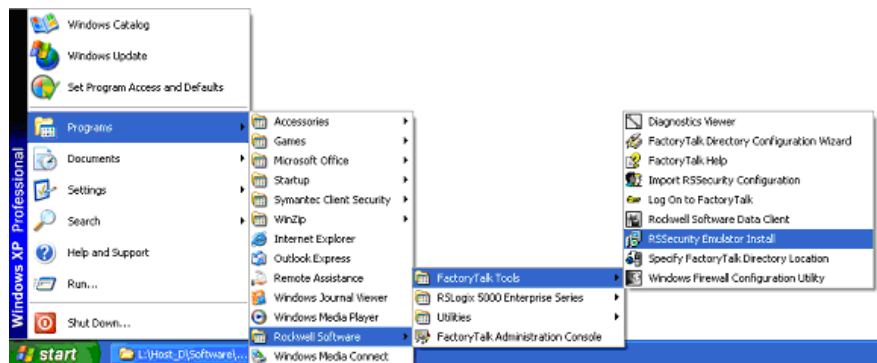 Windows XP Professional
Windows Catalog
Windows Update
Set Program Access and Defaults
Programs
Documents
Settings
Search
Help and Support
Run...
Shut Down...
Accessories
Games
Microsoft Office
Startup
Symantec Client Security
WinZip
Internet Explorer
Outlook Express
Remote Assistance
Windows Journal Viewer
Windows Media Player
Rockwell Software
Windows Media Connect
FactoryTalk Tools
RSLogix 5000 Enterprise Series
Utilities
FactoryTalk Administration Console
Diagnostics Viewer
FactoryTalk Directory Configuration Wizard
FactoryTalk Help
Import RSSecurity Configuration
Log On to FactoryTalk
Rockwell Software Data Client
RSSecurity Emulator Install
Specify FactoryTalk Directory Location
Windows Firewall Configuration Utility
start
L:\Host_D\Software\...